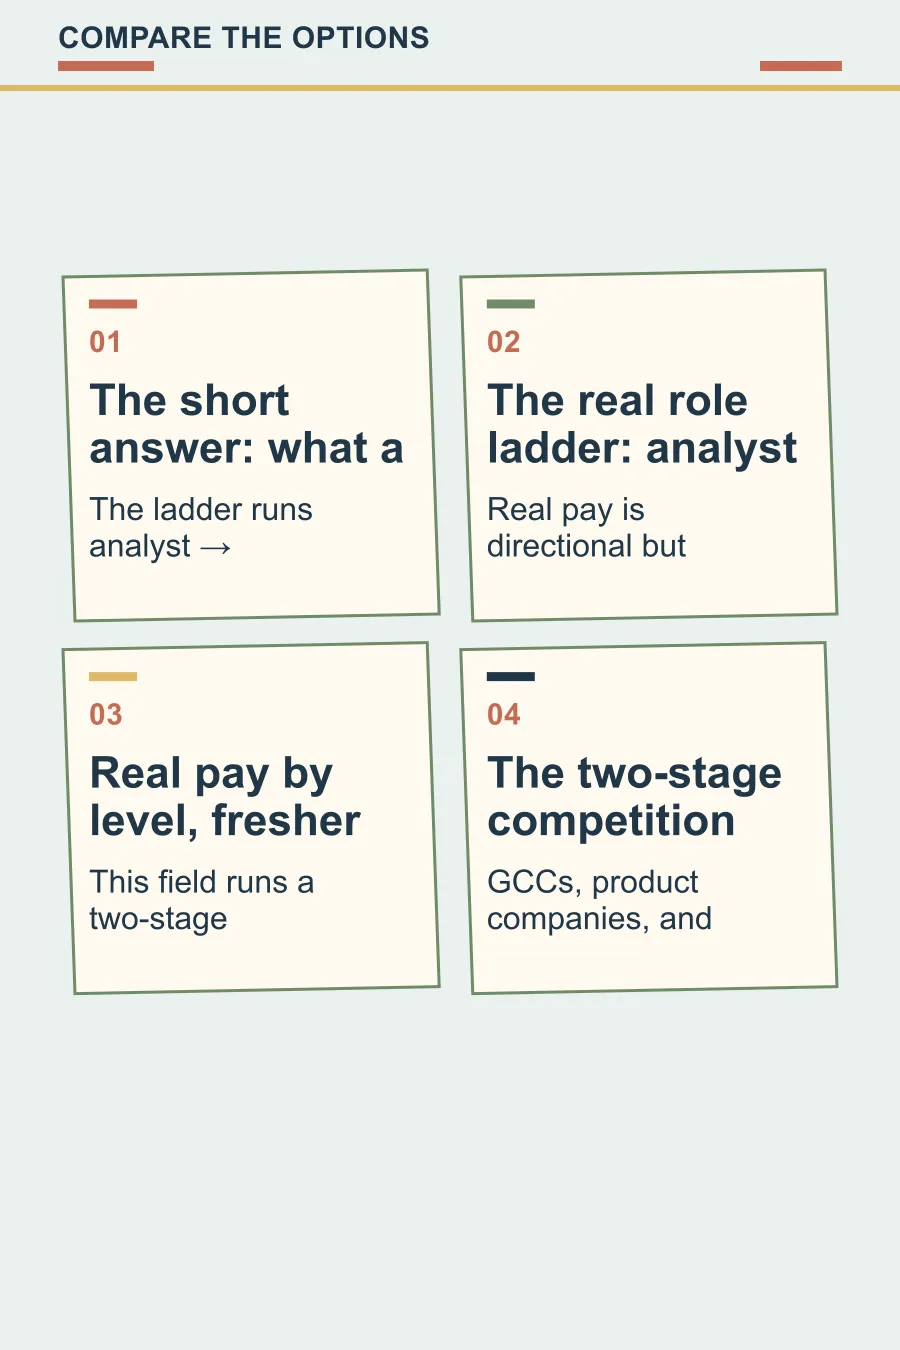 COMPARE THE OPTIONS
01
The short
answer: what a
The ladder runs
analyst →
02
The real role
ladder: analyst
Real pay is
directional but
03
Real pay by
level, fresher
This field runs a
two-stage
04
The two-stage
competition
GCCs, product
companies, and